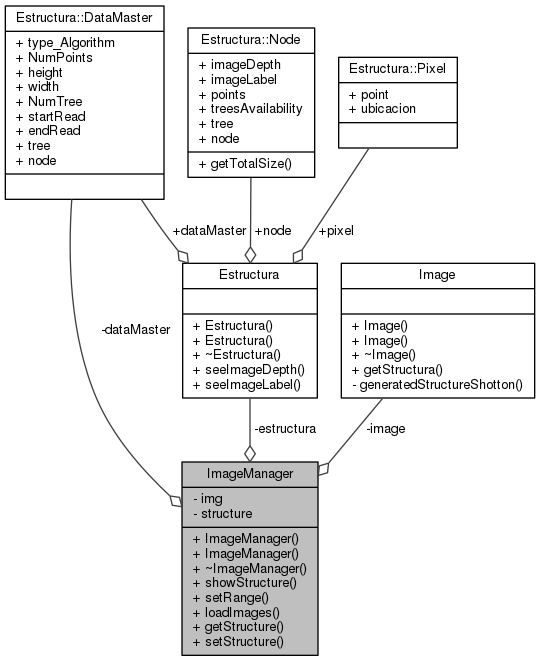 Estructura::DataMaster
+ type_Algorithm
+ NumPoints
+ height
+ width
+ NumTree
+ startRead
+ endRead
+ tree
+ node
Estructura::Node
+ imageDepth
+ imageLabel
+ points
+ treesAvailability
+ tree
+ node
+ getTotalSize()
Estructura::Pixel
+ point
+ ubicacion
+dataMaster
+node
+pixel
Estructura
+ Estructura()
+ Estructura()
+ ~Estructura()
+ seeImageDepth()
+ seeImageLabel()
Image
+ Image()
+ Image()
+ ~Image()
+ getStructura()
- generatedStructureShotton()
-dataMaster
-estructura
-image
ImageManager
- img
- structure
+ ImageManager()
+ ImageManager()
+ ~ImageManager()
+ showStructure()
+ setRange()
+ loadImages()
+ getStructure()
+ setStructure()